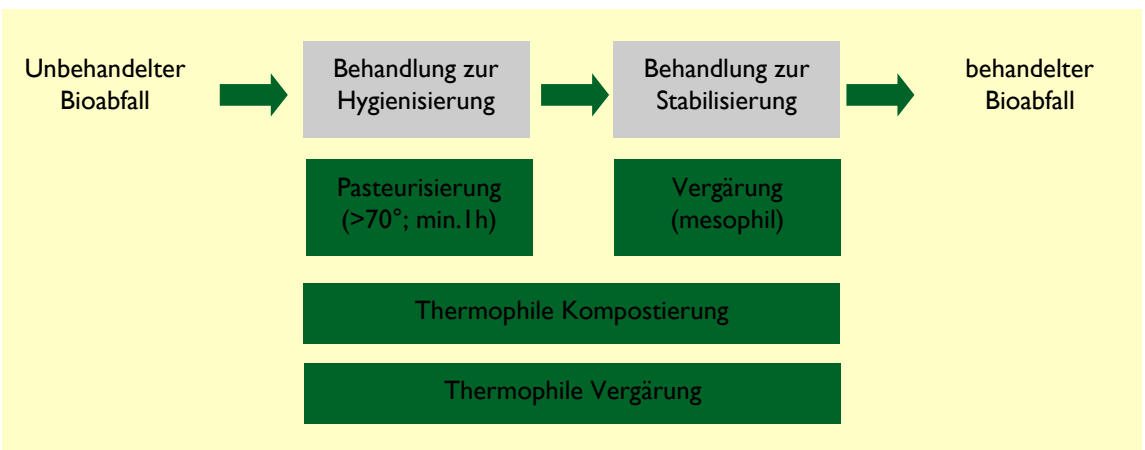 Unbehandelter
Bioabfall
Behandlung zur
Hygienisierung
Behandlung zur
Stabilisierung
behandelter
Bioabfall
Pasteurisierung
(>70°; min.1h)
Vergärung
(mesophil)
Thermophile Kompostierung
Thermophile Vergärung